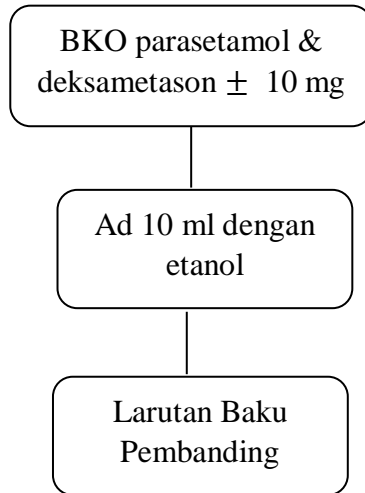 BKO parasetamol &
deksametason ± 10 mg
Ad 10 ml dengan
etanol
Larutan Baku
Pembanding